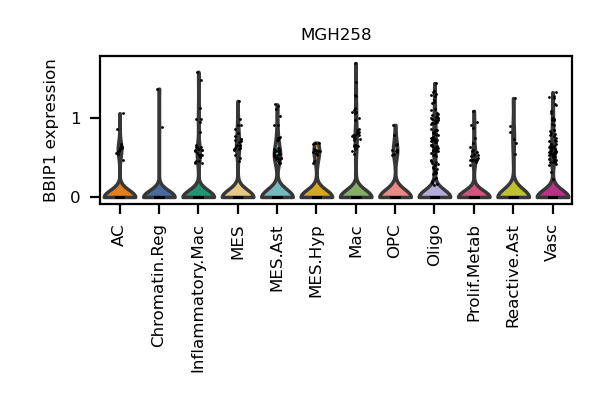 MGH258
BBIP1 expression
1
0
AC
Chromatin.Reg
Inflammatory.Mac
MES
MES.Ast
MES.Hyp
Mac
OPC
Oligo
Prolif.Metab
Reactive.Ast
Vasc